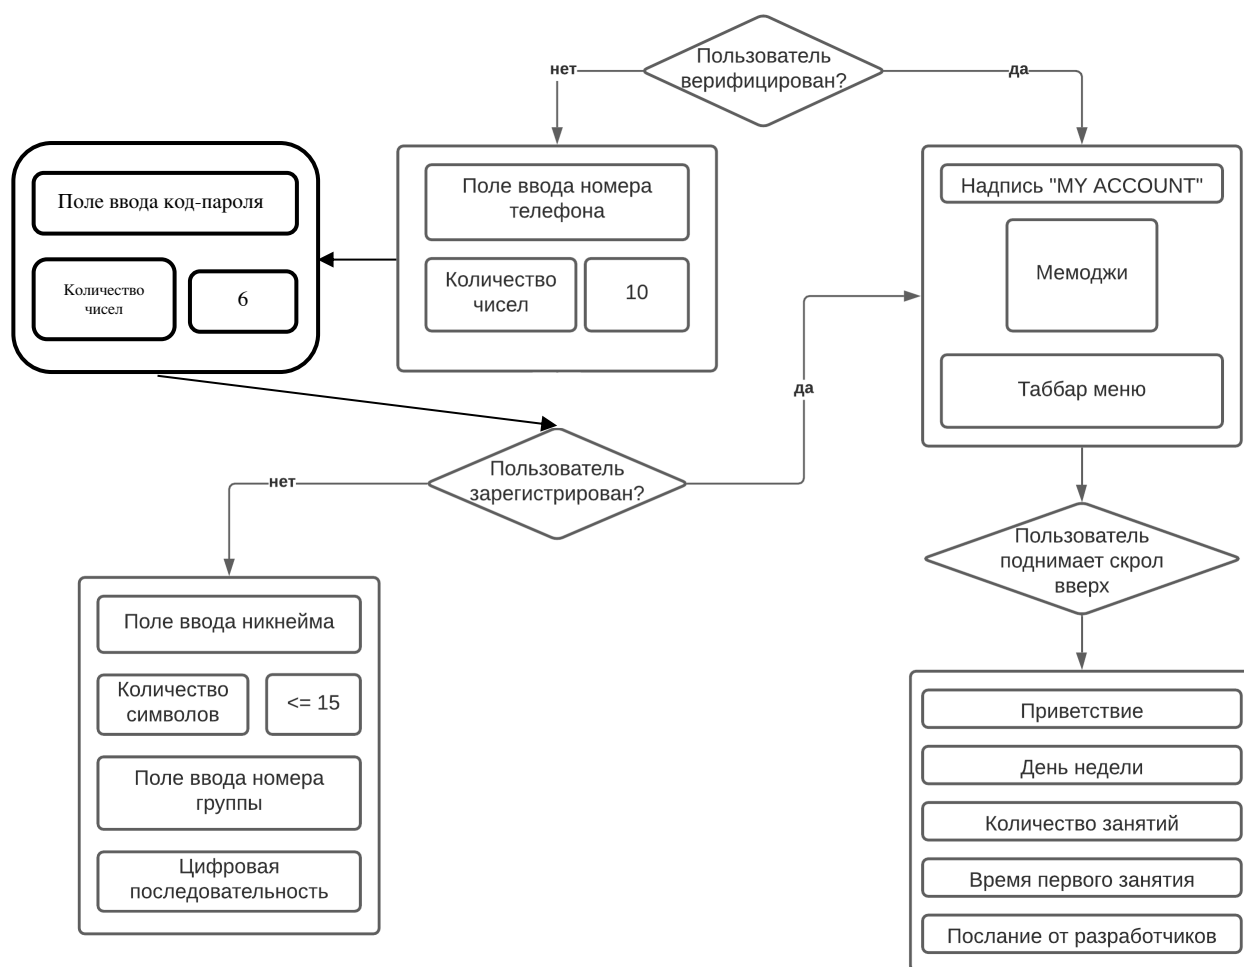 Пользователь
верифицирован?
нет
да
Поле ввода код-пароля
Количество
чисел
6
Поле ввода номера
телефона
Количество
чисел
10
Надпись "MY ACCOUNT"
Мемоджи
Таббар меню
да
Пользователь
зарегистрирован?
нет
Пользователь
поднимает скрол
вверх
Поле ввода никнейма
Количество
символов
<= 15
Поле ввода номера
группы
Цифровая
последовательность
Приветствие
День недели
Количество занятий
Время первого занятия
Послание от разработчиков